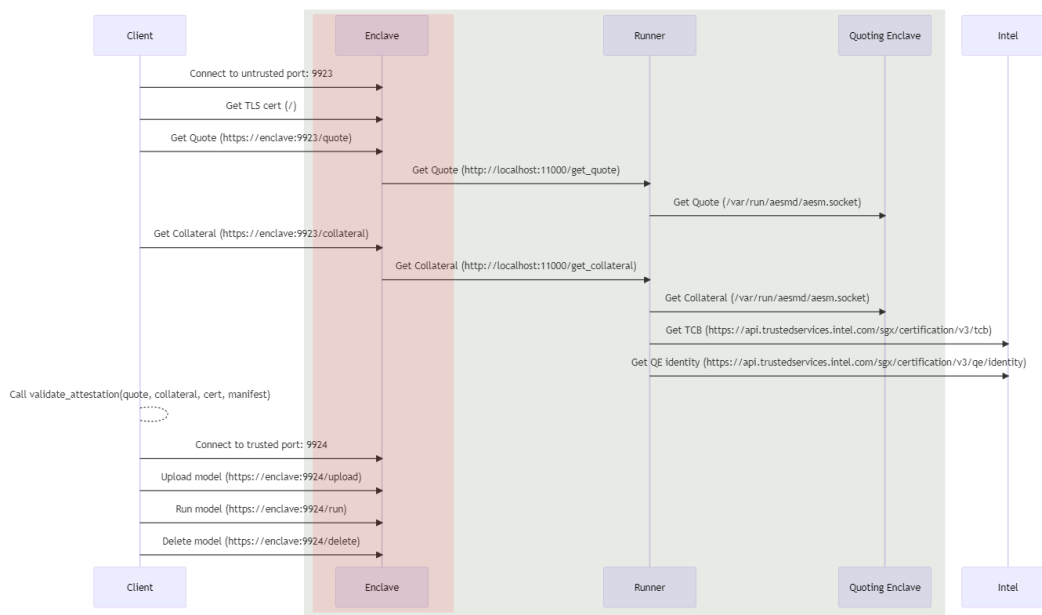 Client Enclave Runner Quoting Enclave Intel
Connect to untrusted port: 9923
Get TLS cert (/)
Get Quote (https://enclave:9923/quote)
Get Quote (http://localhost:11000/get_quote)
Get Quote (/var/run/aesmd/aesm.socket)
Get Collateral (https://enclave:9923/collateral)
Get Collateral (http://localhost:11000/get_collateral)
Get Collateral (/var/run/aesmd/aesm.socket)
Get TCB (https://api.trustedservices.intel.com/sgx/certification/v3/tcb)
Get QE identity (https://api.trustedservices.intel.com/sgx/certification/v3/qe/identity)
Call validate_attestation(quote, collateral, cert, manifest)
Connect to trusted port: 9924
Upload model (https://enclave:9924/upload)
Run model (https://enclave:9924/run)
Delete model (https://enclave:9924/delete)
Client Enclave Runner Quoting Enclave Intel